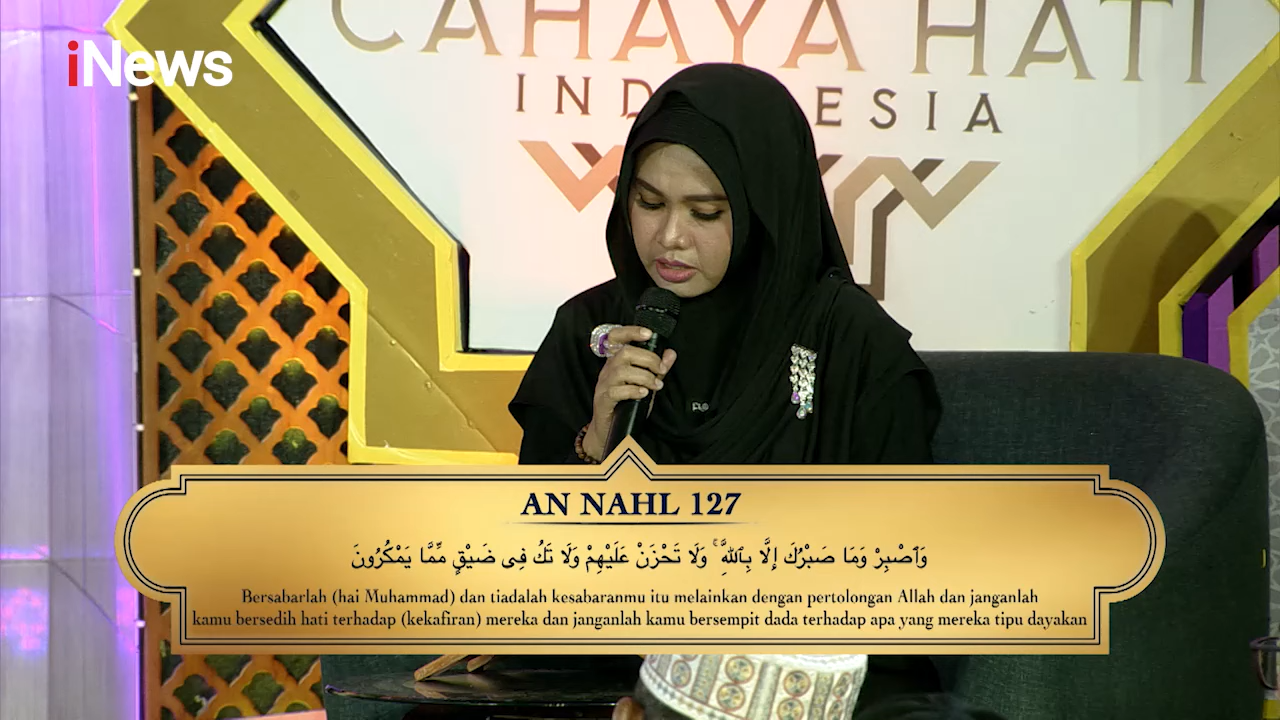 iNews
CAHAYA HATI
INDONESIA
AN NAHL 127
وَٱصْبِرْ وَمَا صَبْرُكَ إِلَّا بِٱللَّهِ ۚ وَلَا تَحْزَنْ عَلَيْهِمْ وَلَا تَكُ فِى ضَيْقٍ مِّمَّا يَمْكُرُونَ
Bersabarlah (hai Muhammad) dan tiadalah kesabaranmu itu melainkan dengan pertolongan Allah dan janganlah
kamu bersedih hati terhadap (kekafiran) mereka dan janganlah kamu bersempit dada terhadap apa yang mereka tipu dayakan